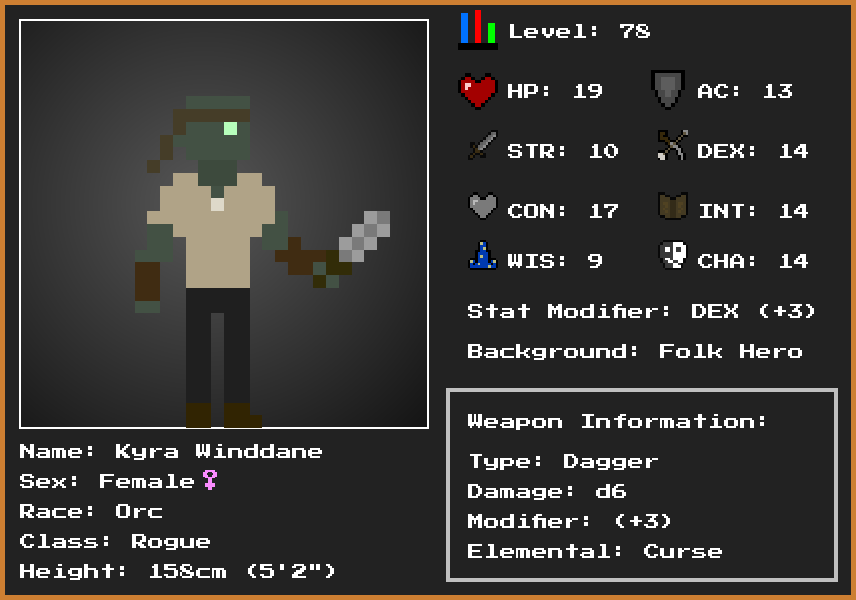 Level: 78
HP: 19 AC: 13
STR: 10 DEX: 14
CON: 17 INT: 14
WIS: 9 CHA: 14
Stat Modifier: DEX (+3)
Background: Folk Hero
Weapon Information:
Type: Dagger
Damage: d6
Modifier: (+3)
Elemental: Curse
Name: Kyra Winddane
Sex: Female♀
Race: Orc
Class: Rogue
Height: 158cm (5'2")